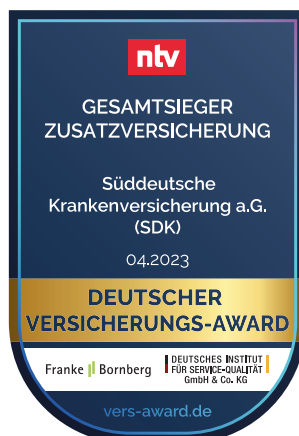 ntv
GESAMTSIEGER
ZUSATZVERSICHERUNG
Süddeutsche
Krankenversicherung a.G.
(SDK)
04.2023
DEUTSCHER
VERSICHERUNGS-AWARD
Franke Bornberg
DEUTSCHES INSTITUT
FÜR SERVICE-QUALITÄT
GmbH & Co. KG
vers-award.de